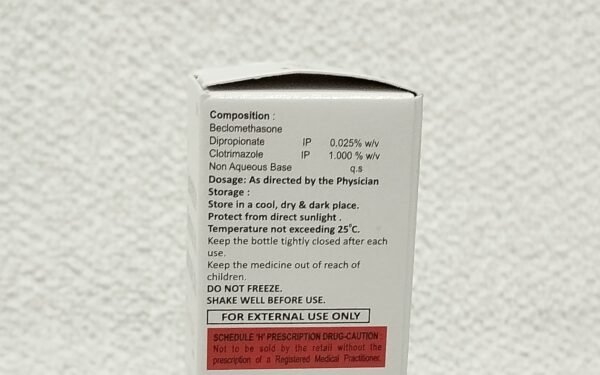 Composition :
Beclomethasone
Dipropionate IP 0.025% w/v
Clotrimazole IP 1.000 % w/v
Non Aqueous Base q.s
Dosage: As directed by the Physician
Storage :
Store in a cool, dry & dark place.
Protect from direct sunlight .
Temperature not exceeding 25°C.
Keep the bottle tightly closed after each
use.
Keep the medicine out of reach of
children.
DO NOT FREEZE.
SHAKE WELL BEFORE USE.
FOR EXTERNAL USE ONLY
SCHEDULE 'H' PRESCRIPTION DRUG-CAUTION :
Not to be sold by the retail without the
prescription of a Registered Medical Practitioner.